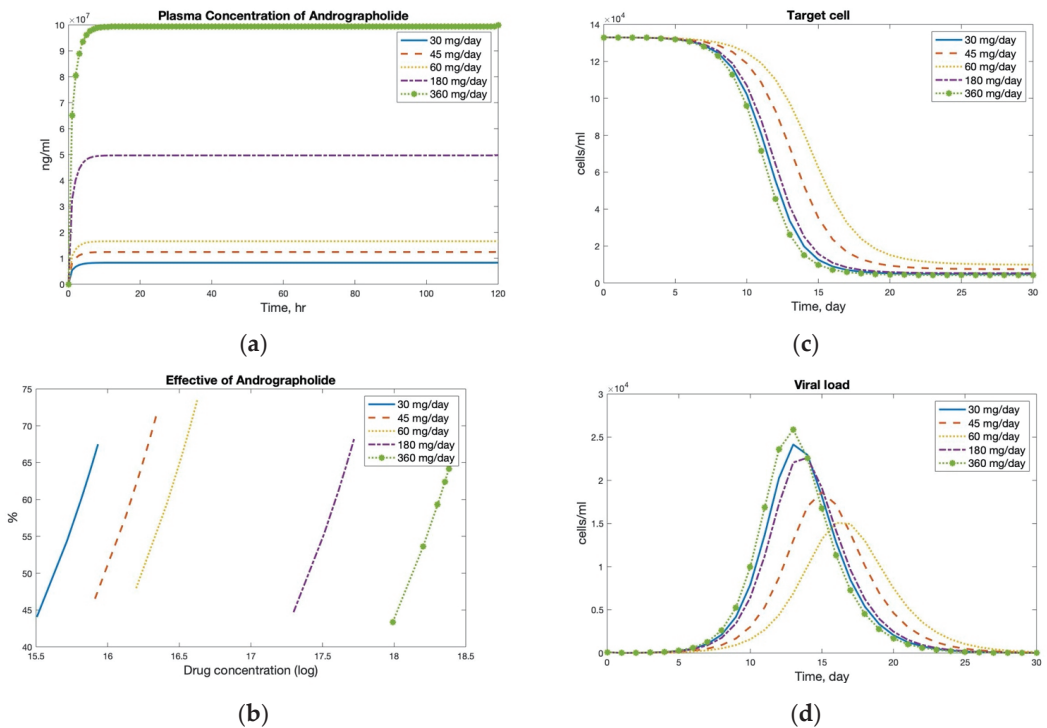 Plasma Concentration of Andrographolide
×10⁷
10
9
8
7
6
5
4
3
2
1
0
ng/ml
0 20 40 60 80 100 120
Time, hr
30 mg/day
45 mg/day
60 mg/day
180 mg/day
360 mg/day
(a)
Target cell
×10⁴
14
12
10
8
6
4
2
0
cells/ml
0 5 10 15 20 25 30
Time, day
30 mg/day
45 mg/day
60 mg/day
180 mg/day
360 mg/day
(c)
Effective of Andrographolide
75
70
65
60
55
50
45
40
%
15.5 16 16.5 17 17.5 18 18.5
Drug concentration (log)
30 mg/day
45 mg/day
60 mg/day
180 mg/day
360 mg/day
(b)
Viral load
×10⁴
3
2.5
2
1.5
1
0.5
0
cells/ml
0 5 10 15 20 25 30
Time, day
30 mg/day
45 mg/day
60 mg/day
180 mg/day
360 mg/day
(d)